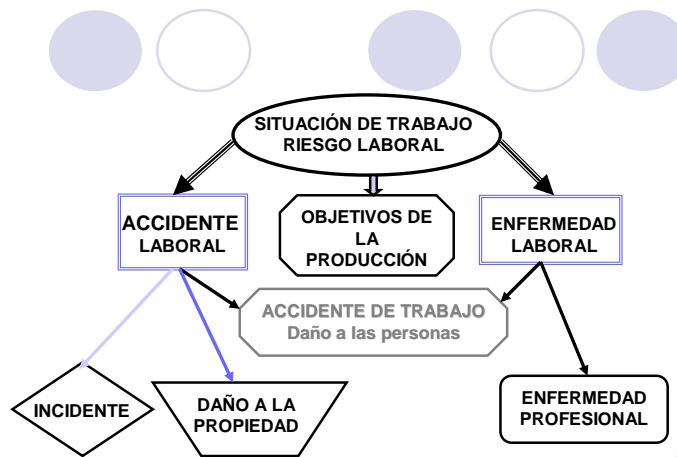 SITUACIÓN DE TRABAJO
RIESGO LABORAL
ACCIDENTE
LABORAL
OBJETIVOS DE
LA
PRODUCCIÓN
ENFERMEDAD
LABORAL
ACCIDENTE DE TRABAJO
Daño a las personas
INCIDENTE
DAÑO A LA
PROPIEDAD
ENFERMEDAD
PROFESIONAL